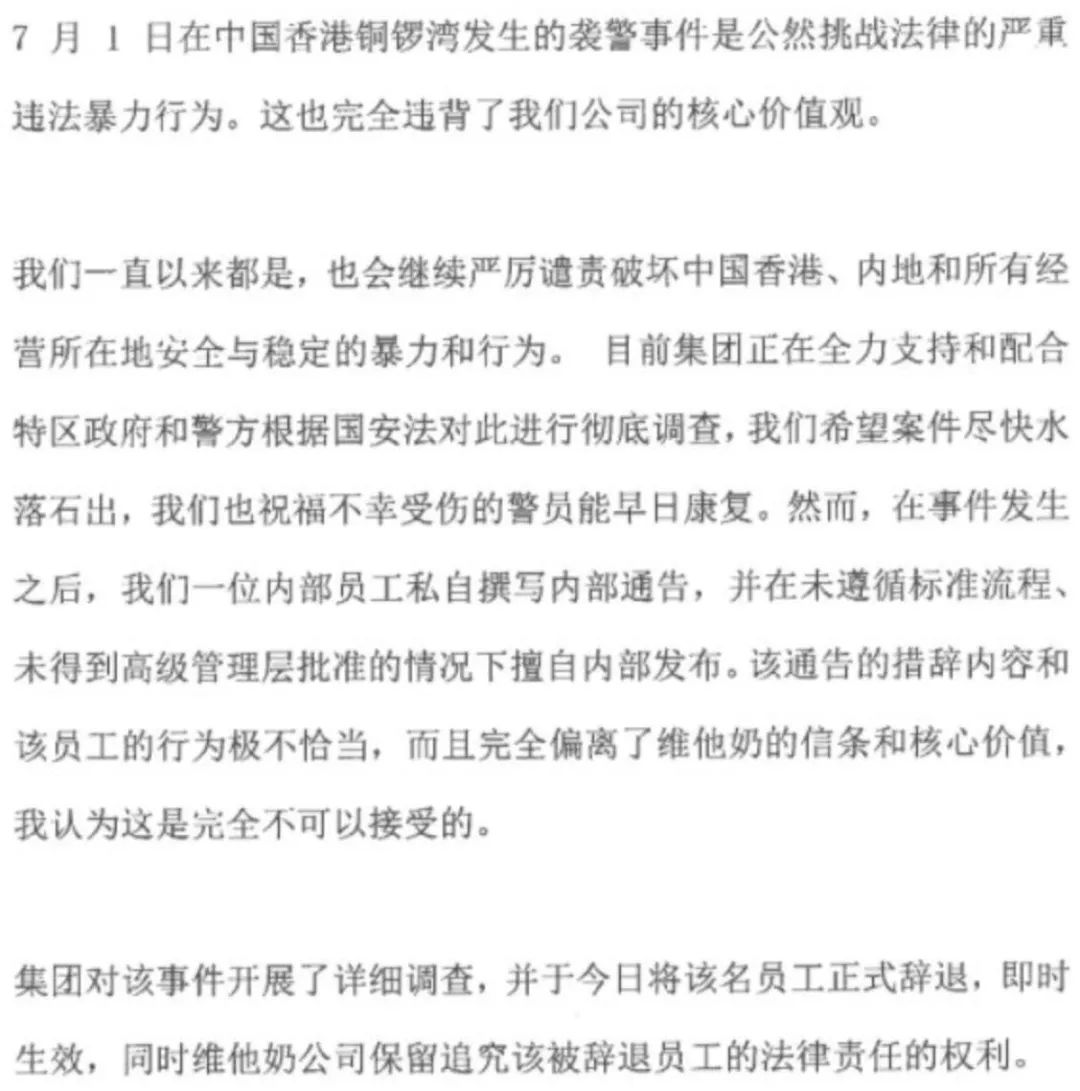 7 月 1 日在中国香港铜锣湾发生的袭警事件是公然挑战法律的严重
违法暴力行为。这也完全违背了我们公司的核心价值观。
我们一直以来都是，也会继续严厉谴责破坏中国香港、内地和所有经
营所在地安全与稳定的暴力和行为。 目前集团正在全力支持和配合
特区政府和警方根据国安法对此进行彻底调查，我们希望案件尽快水
落石出，我们也祝福不幸受伤的警员能早日康复。然而，在事件发生
之后，我们一位内部员工私自撰写内部通告，并在未遵循标准流程、
未得到高级管理层批准的情况下擅自内部发布。该通告的措辞内容和
该员工的行为极不恰当，而且完全偏离了维他奶的信条和核心价值，
我认为这是完全不可以接受的。
集团对该事件开展了详细调查，并于今日将该名员工正式辞退，即时
生效，同时维他奶公司保留追究该被辞退员工的法律责任的权利。